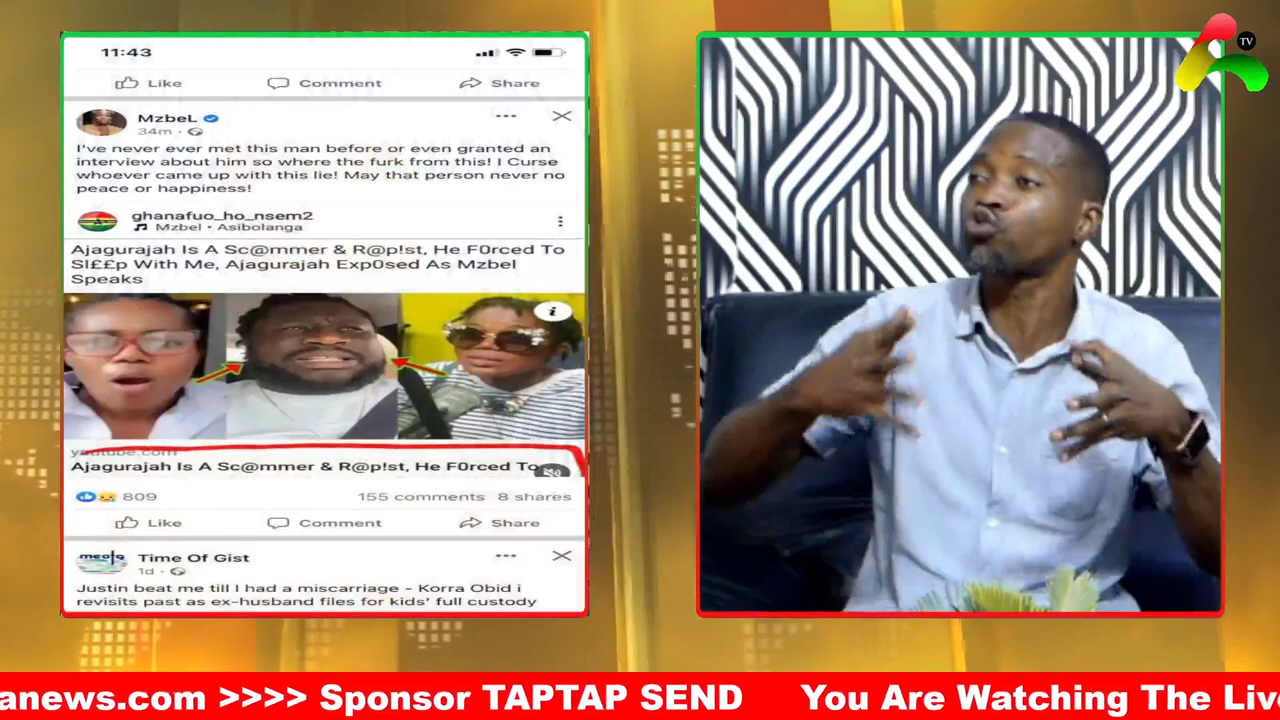 11:43
Like Comment Share
MzbeL
34m
I've never ever met this man before or even granted an
interview about him so where the furk from this! I Curse
whoever came up with this lie! May that person never no
peace or happiness!
ghanafuo_ho_nsem2
Mzbel • Asibolanga
Ajagurajah Is A Sc@mmer & R@p!st, He F0rced To
Sl££p With Me, Ajagurajah Exp0sed As Mzbel
Speaks
youtube.com
Ajagurajah Is A Sc@mmer & R@p!st, He F0rced To
809 155 comments 8 shares
Like Comment Share
Time Of Gist
1d
Justin beat me till I had a miscarriage - Korra Obid i
revisits past as ex-husband files for kids' full custody
TV
anews.com >>>> Sponsor TAPTAP SEND You Are Watching The Liv